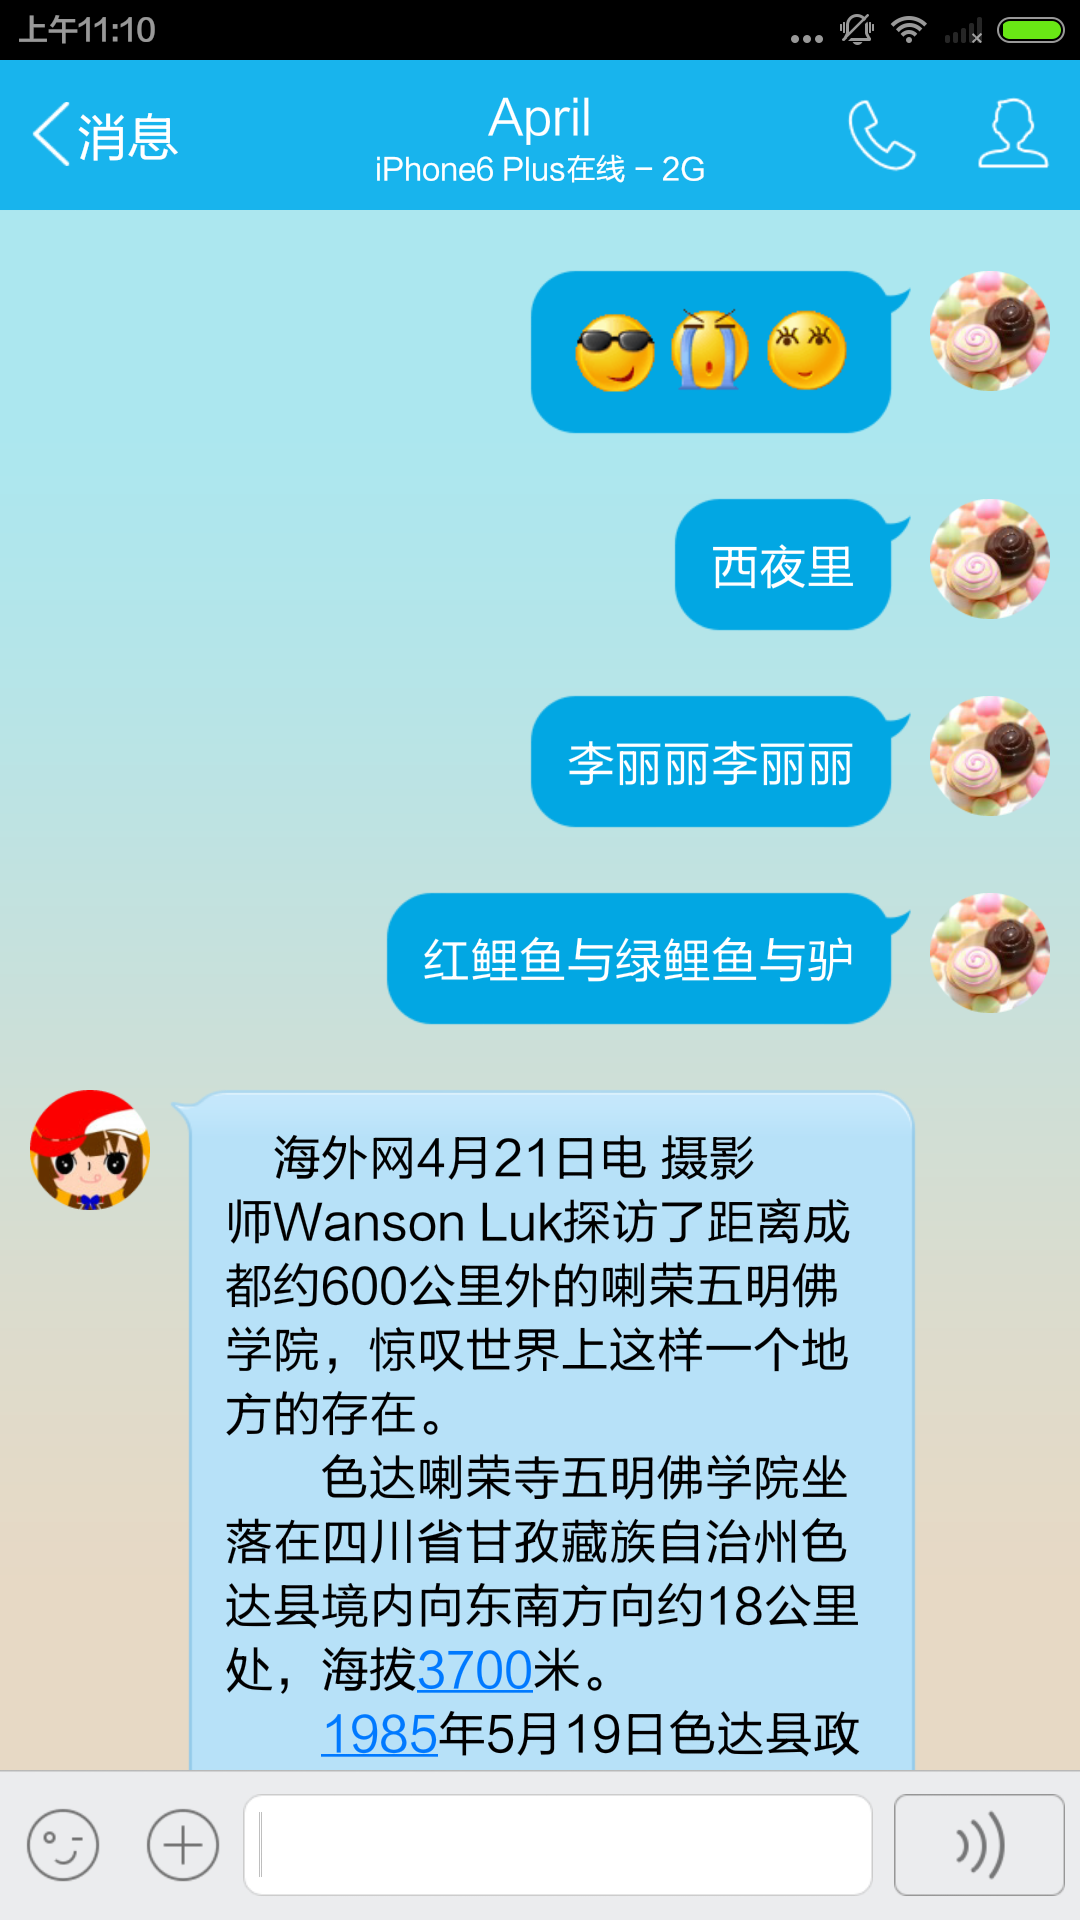 上午11:10
消息
April
iPhone6 Plus在线 – 2G
西夜里
李丽丽李丽丽
红鲤鱼与绿鲤鱼与驴
海外网4月21日电 摄影
师Wanson Luk探访了距离成
都约600公里外的喇荣五明佛
学院，惊叹世界上这样一个地
方的存在。
色达喇荣寺五明佛学院坐
落在四川省甘孜藏族自治州色
达县境内向东南方向约18公里
处，海拔3700米。
1985年5月19日色达县政